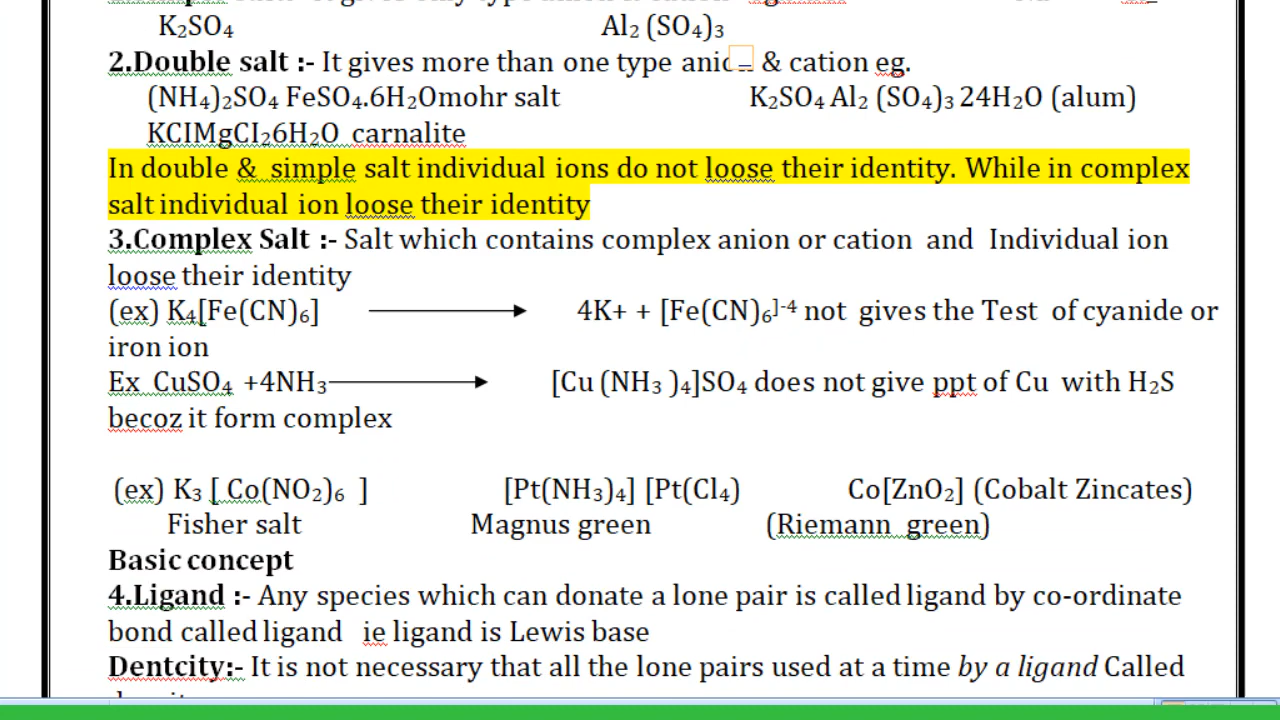 K₂SO₄ Al₂ (SO₄)₃
2.Double salt :- It gives more than one type & cation eg.
(NH₄)₂SO₄ FeSO₄.6H₂Omohr salt K₂SO₄ Al₂ (SO₄)₃ 24H₂O (alum)
KCIMgCI₂6H₂O carnalite
In double & simple salt individual ions do not loose their identity. While in complex
salt individual ion loose their identity
3.Complex Salt :- Salt which contains complex anion or cation and Individual ion
loose their identity
(ex) K₄[Fe(CN)₆] 4K+ + [Fe(CN)₆]⁻⁴ not gives the Test of cyanide or
iron ion
Ex CuSO₄ +4NH₃ [Cu (NH₃ )₄]SO₄ does not give ppt of Cu with H₂S
becoz it form complex
(ex) K₃ [ Co(NO₂)₆ ] [Pt(NH₃)₄] [Pt(Cl₄) Co[ZnO₂] (Cobalt Zincates)
Fisher salt Magnus green (Riemann green)
Basic concept
4.Ligand :- Any species which can donate a lone pair is called ligand by co-ordinate
bond called ligand ie ligand is Lewis base
Dentcity:- It is not necessary that all the lone pairs used at a time by a ligand Called